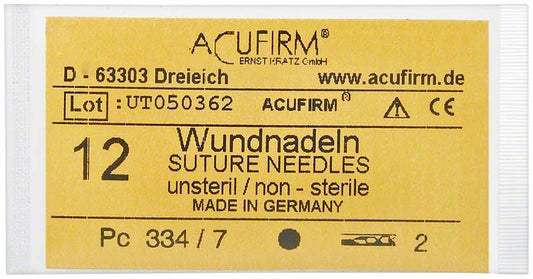 ACUFIRM®
ERNST KRATZ GmbH
D - 63303 Dreieich www.acufirm.de
Lot : UT050362 ACUFIRM® CE
12 Wundnadeln
SUTURE NEEDLES
unsteril / non - sterile
MADE IN GERMANY
Pc 334 / 7 2